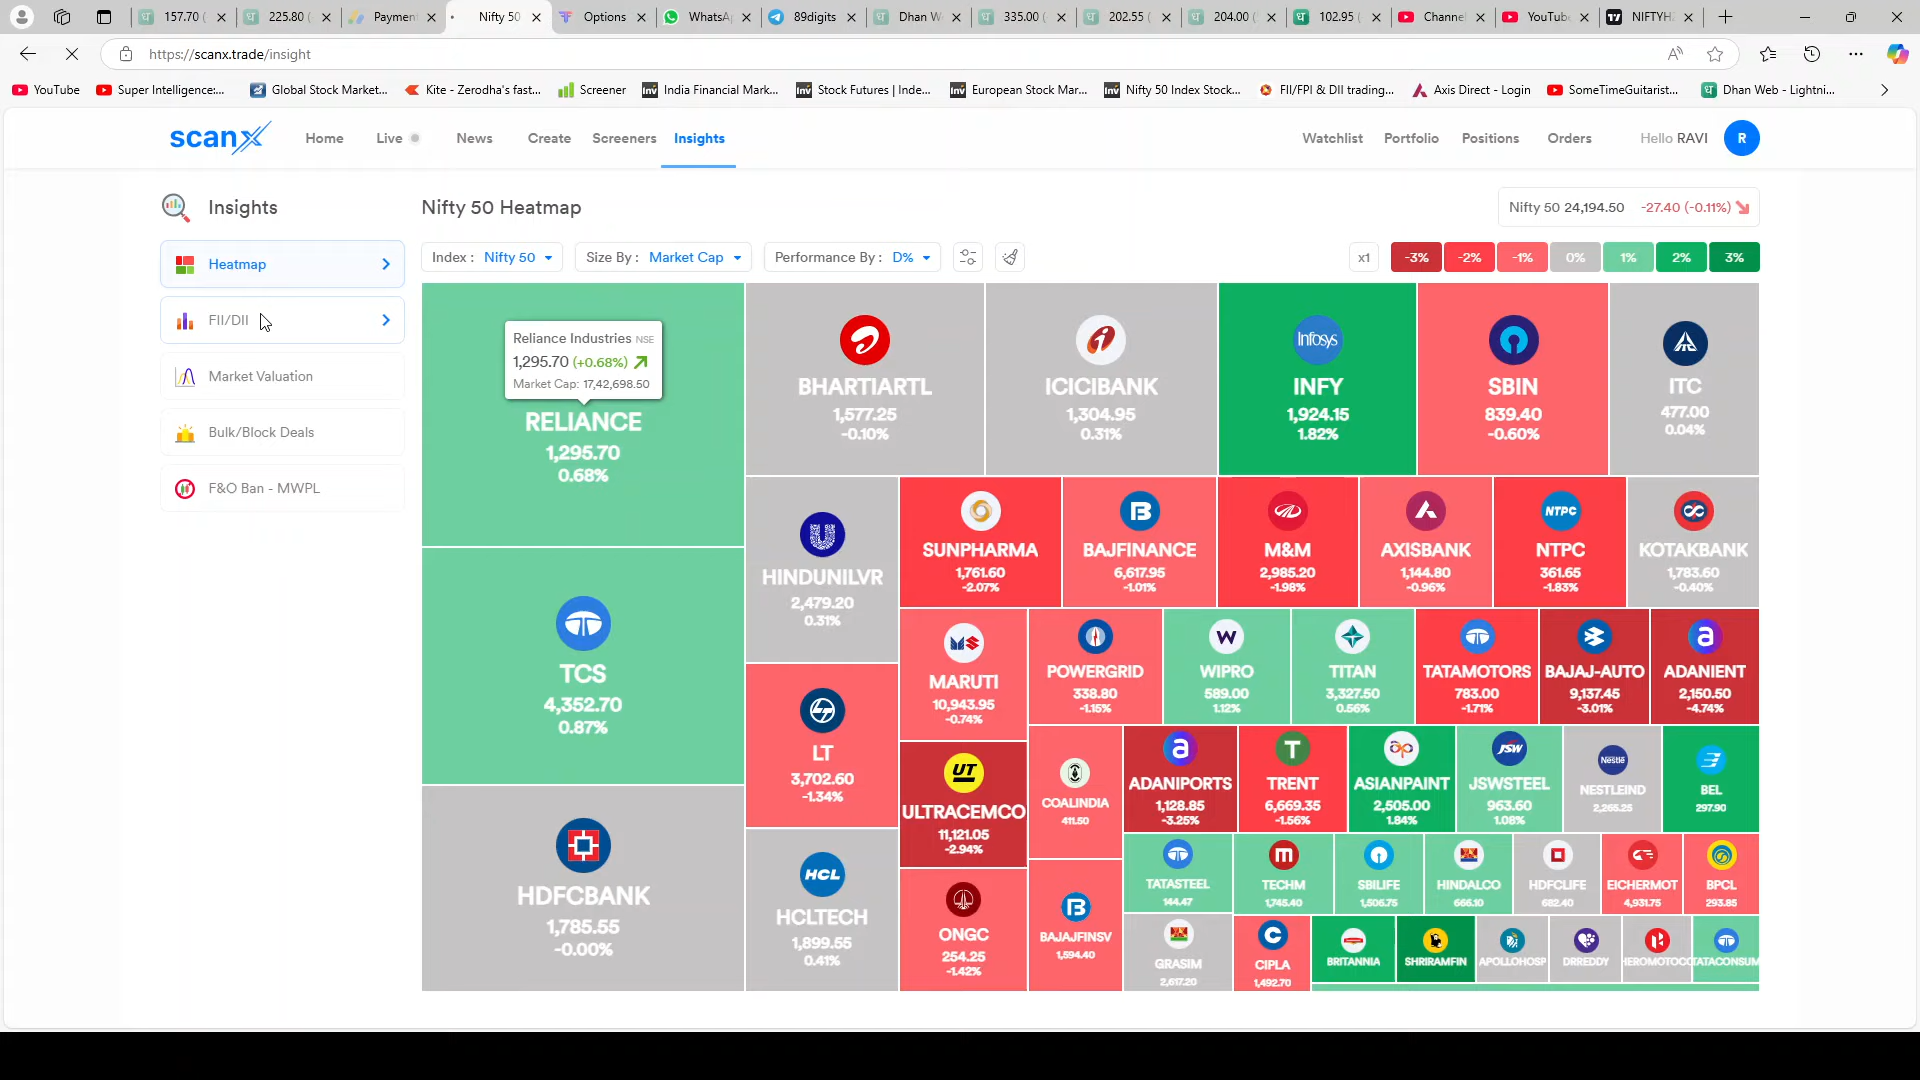 157.70 (
225.80 (
Payment
Nifty 50
Options
WhatsA
89digits
Dhan W
335.00 (
202.55 (
204.00 (
102.95 (
Channel
YouTube
NIFTYH
https://scanx.trade/insight
YouTube
Super Intelligence:...
Global Stock Market...
Kite - Zerodha's fast...
Screener
India Financial Mark...
Stock Futures | Inde...
European Stock Mar...
Nifty 50 Index Stock...
FII/FPI & DII trading...
Axis Direct - Login
SomeTimeGuitarist...
Dhan Web - Lightni...
scanx
Home
Live
News
Create
Screeners
Insights
Watchlist
Portfolio
Positions
Orders
Hello RAVI
R
Insights
Nifty 50 Heatmap
Nifty 50 24,194.50 -27.40 (-0.11%)
Heatmap
FII/DII
Market Valuation
Bulk/Block Deals
F&O Ban - MWPL
Index : Nifty 50
Size By : Market Cap
Performance By : D%
x1
-3%
-2%
-1%
0%
1%
2%
3%
Reliance Industries NSE
1,295.70 (+0.68%)
Market Cap: 17,42,698.50
RELIANCE
1,295.70
0.68%
TCS
4,352.70
0.87%
HDFCBANK
1,785.55
-0.00%
BHARTIARTL
1,577.25
-0.10%
ICICIBANK
1,304.95
0.31%
Infosys
INFY
1,924.15
1.82%
SBIN
839.40
-0.60%
ITC
477.00
0.04%
HINDUNILVR
2,479.20
0.31%
LT
3,702.60
-1.34%
HCL
HCLTECH
1,899.55
0.41%
SUNPHARMA
1,761.60
-2.07%
BAJFINANCE
6,617.95
-1.01%
M&M
2,985.20
-1.98%
AXISBANK
1,144.80
-0.96%
NTPC
NTPC
361.65
-1.83%
KOTAKBANK
1,783.60
-0.40%
MARUTI
10,943.95
-0.74%
UT
ULTRACEMCO
11,121.05
-2.94%
ONGC
254.25
-1.42%
POWERGRID
338.80
-1.15%
WIPRO
589.00
1.12%
TITAN
3,327.50
0.56%
TATAMOTORS
783.00
-1.71%
BAJAJ-AUTO
9,137.45
-3.01%
ADANIENT
2,150.50
-4.74%
COALINDIA
411.50
BAJAJFINSV
1,594.40
ADANIPORTS
1,128.85
-3.25%
TRENT
6,669.35
-1.56%
ASIANPAINT
2,505.00
1.84%
JSW
JSWSTEEL
963.60
1.08%
Nestlé
NESTLEIND
2,265.25
BEL
297.90
TATASTEEL
144.47
TECHM
1,745.40
SBILIFE
1,506.75
HINDALCO
666.10
HDFCLIFE
682.40
EICHERMOT
4,931.75
BPCL
293.85
GRASIM
2,617.20
CIPLA
1,492.70
BRITANNIA
SHRIRAMFIN
APOLLOHOSP
DRREDDY
HEROMOTOCO
TATACONSUM